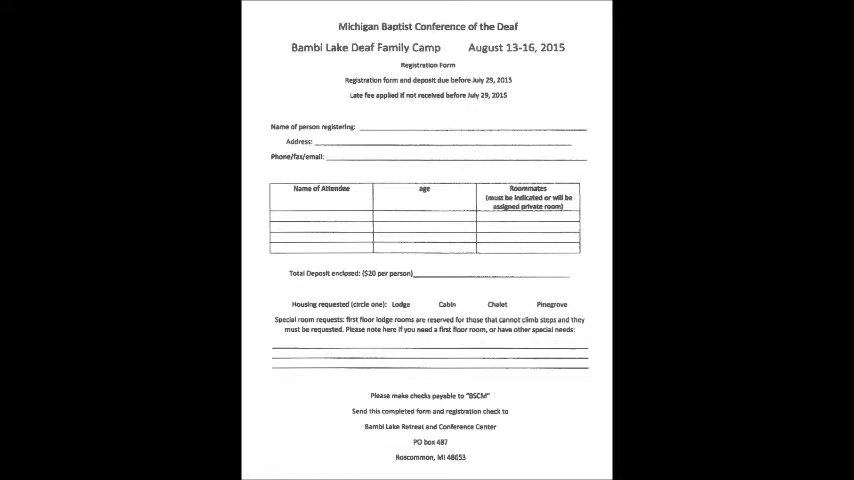 Michigan Baptist Conference of the Deaf
Bambi Lake Deaf Family Camp August 13-16, 2015
Registration Form
Registration form and deposit due before July 29, 2015
Late fee applied if not received before July 29, 2015
Name of person registering:
Address:
Phone/fax/email:
Name of Attendee age Roommates
(must be indicated or will be
assigned private room)
Total Deposit enclosed: ($20 per person)
Housing requested (circle one): Lodge Cabin Chalet Pinegrove
Special room requests: first floor lodge rooms are reserved for those that cannot climb steps and they
must be requested. Please note here if you need a first floor room, or have other special needs:
Please make checks payable to "BSCM"
Send this completed form and registration check to
Bambi Lake Retreat and Conference Center
PO box 487
Roscommon, MI 48653